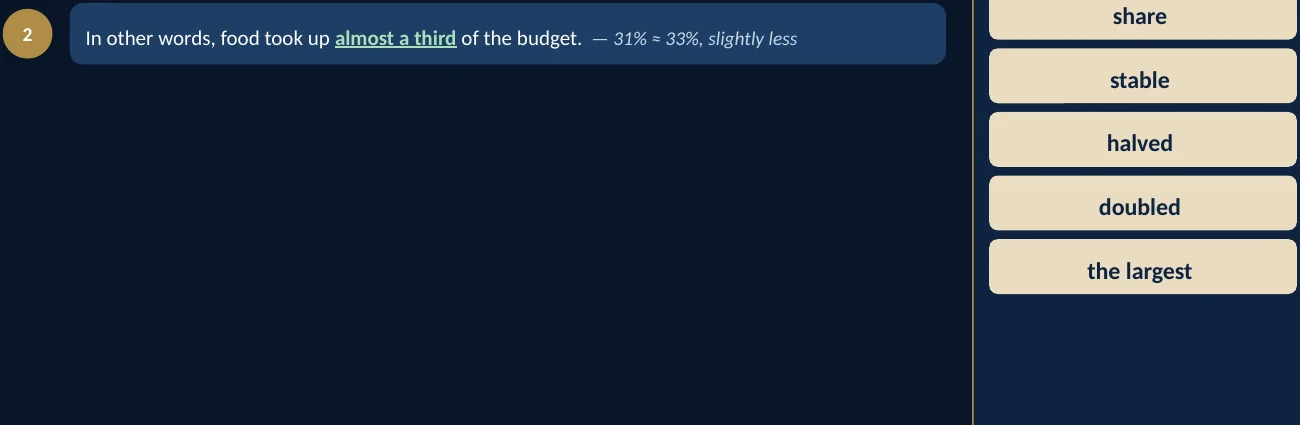 2
In other words, food took up almost a third of the budget. — 31% ≈ 33%, slightly less
share
stable
halved
doubled
the largest